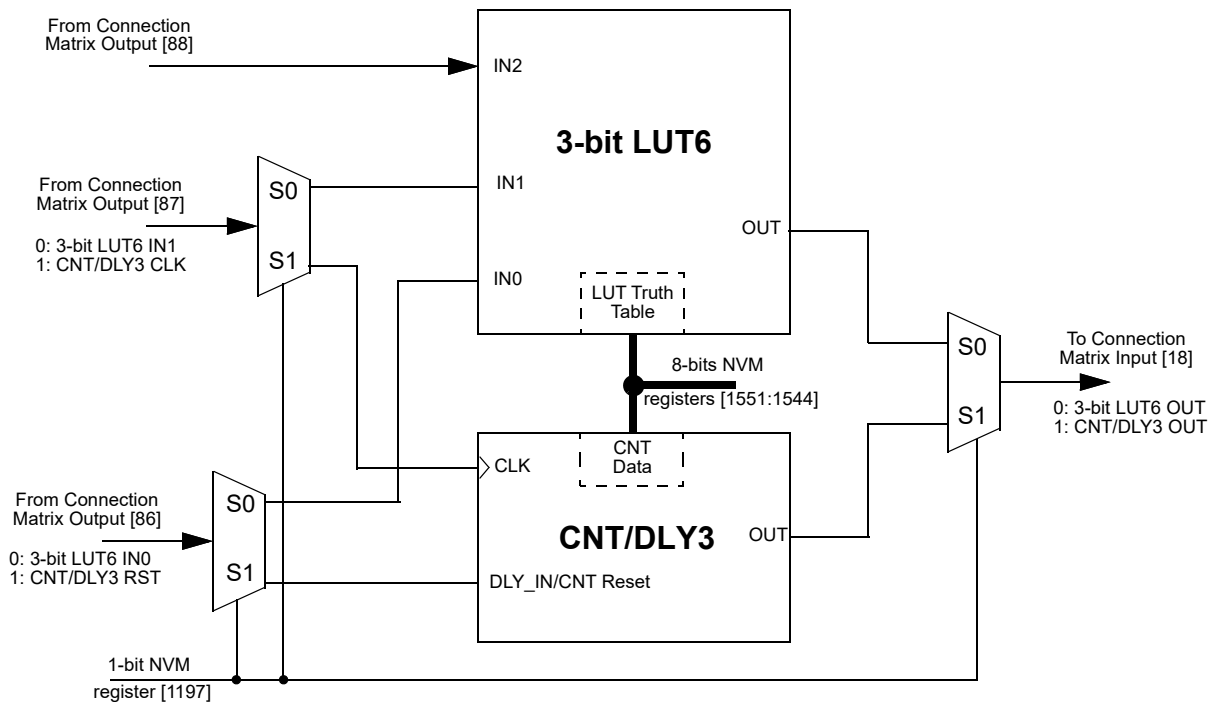 From Connection
Matrix Output [88]
IN2
3-bit LUT6
From Connection
Matrix Output [87]
0: 3-bit LUT6 IN1
1: CNT/DLY3 CLK
S0
S1
IN1
OUT
IN0
LUT Truth
Table
8-bits NVM
registers [1551:1544]
S0
S1
To Connection
Matrix Input [18]
0: 3-bit LUT6 OUT
1: CNT/DLY3 OUT
CLK
CNT
Data
From Connection
Matrix Output [86]
0: 3-bit LUT6 IN0
1: CNT/DLY3 RST
S0
S1
CNT/DLY3
OUT
DLY_IN/CNT Reset
1-bit NVM
register [1197]